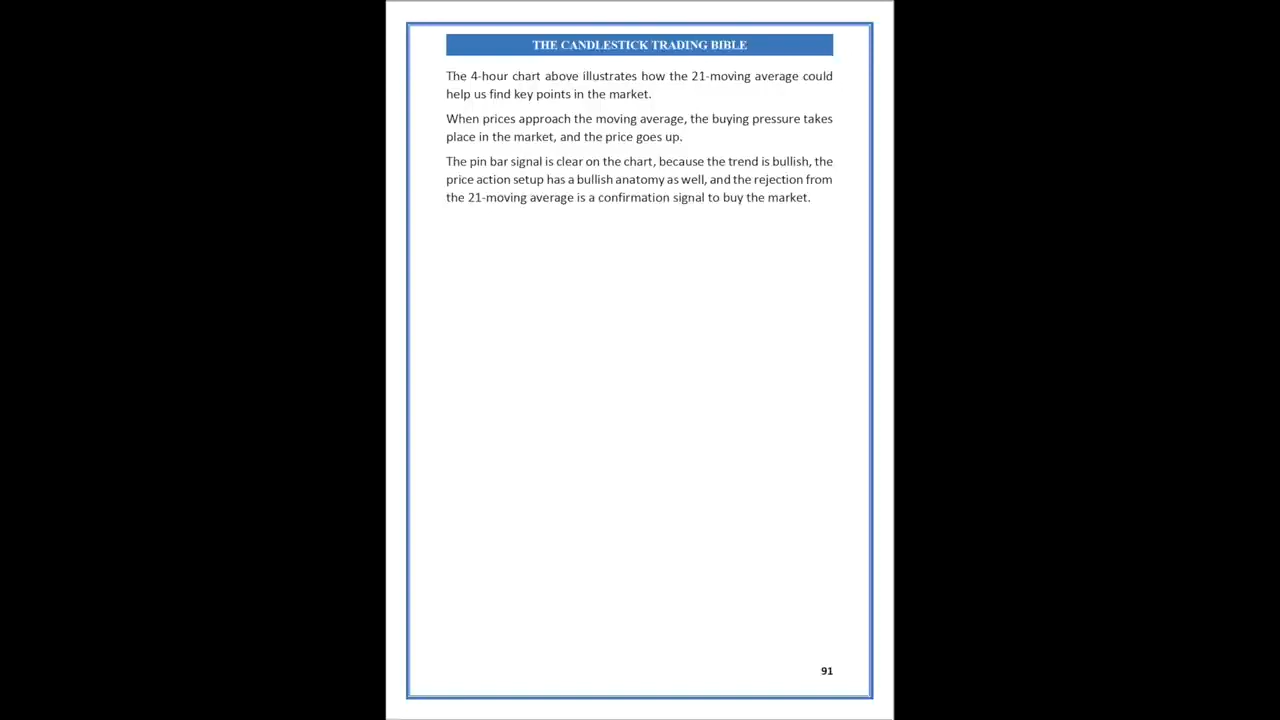 THE CANDLESTICK TRADING BIBLE
The 4-hour chart above illustrates how the 21-moving average could
help us find key points in the market.
When prices approach the moving average, the buying pressure takes
place in the market, and the price goes up.
The pin bar signal is clear on the chart, because the trend is bullish, the
price action setup has a bullish anatomy as well, and the rejection from
the 21-moving average is a confirmation signal to buy the market.
91